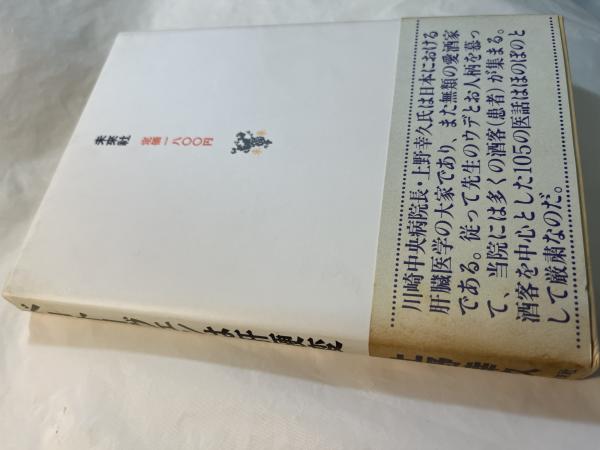 未來社
定価一八〇〇円
川崎中央病院長・上野幸久氏は日本における
肝臓医学の大家であり、また無類の愛酒家
である。従って先生のウデとお人柄を慕っ
て、当院には多くの酒客(患者)が集まる。
酒客を中心とした105の医話はほのぼのと
して厳粛なのだ。
上野幸久